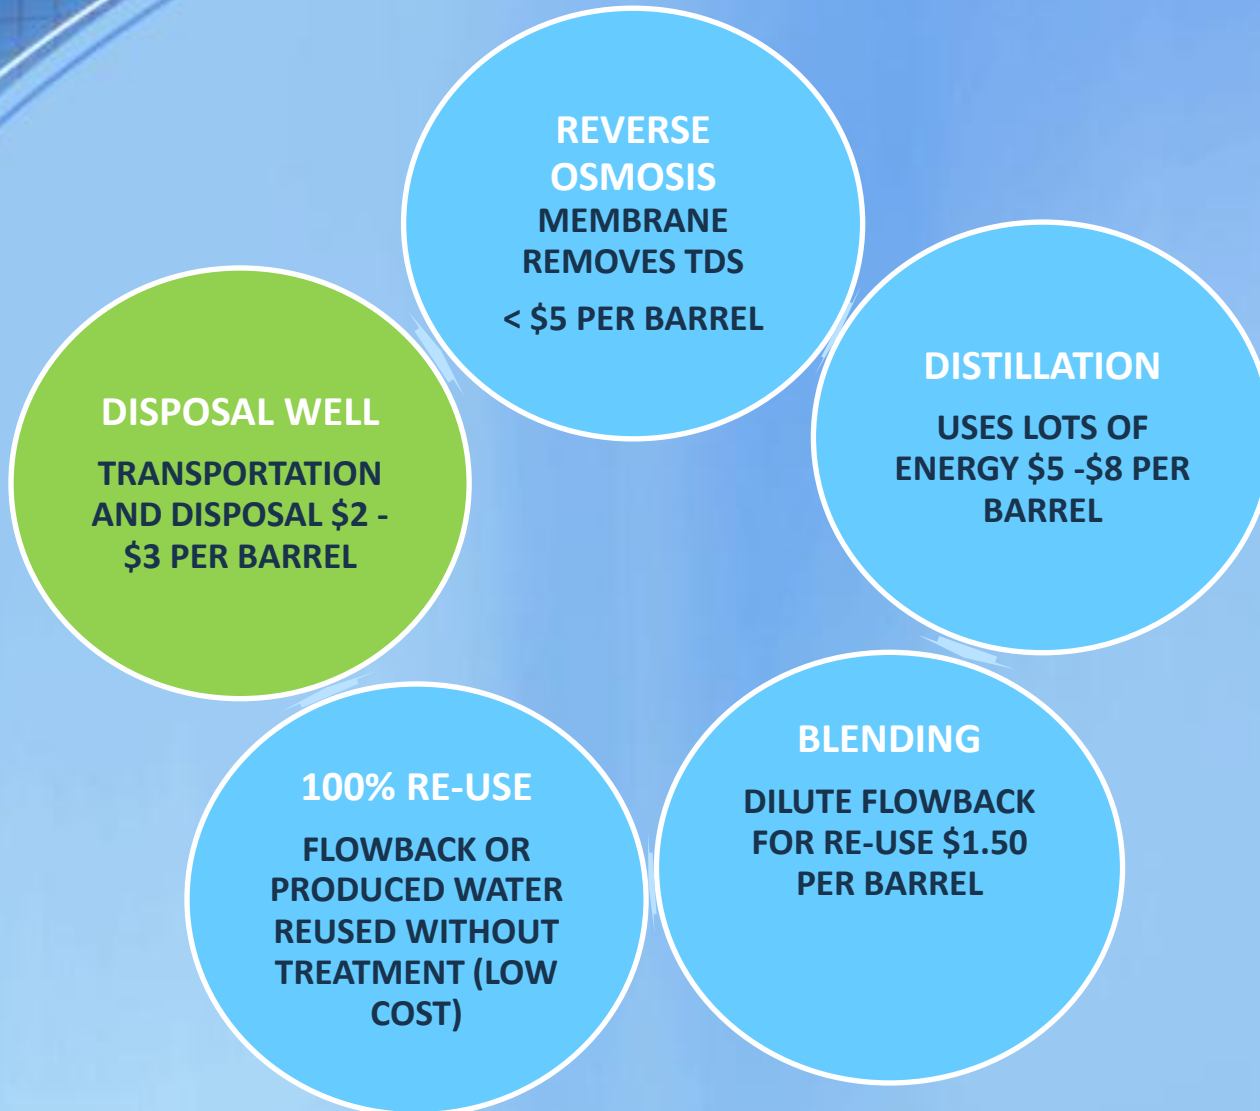 REVERSE
OSMOSIS
MEMBRANE
REMOVES TDS
< $5 PER BARREL
DISTILLATION
USES LOTS OF
ENERGY $5 -$8 PER
BARREL
BLENDING
DILUTE FLOWBACK
FOR RE-USE $1.50
PER BARREL
100% RE-USE
FLOWBACK OR
PRODUCED WATER
REUSED WITHOUT
TREATMENT (LOW
COST)
DISPOSAL WELL
TRANSPORTATION
AND DISPOSAL $2 -
$3 PER BARREL